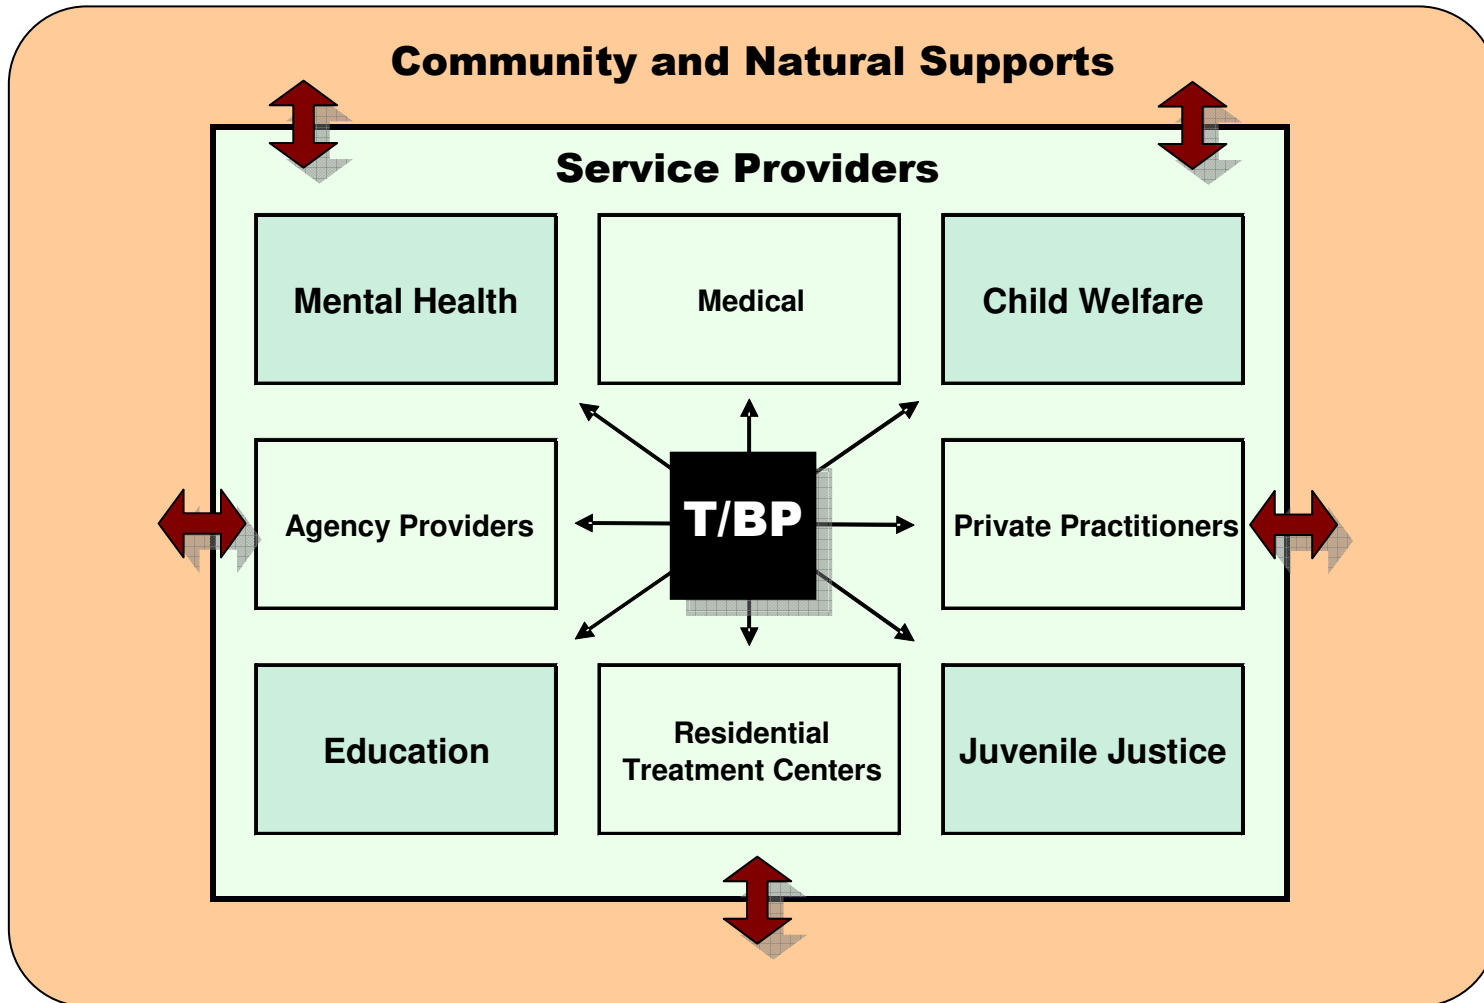 Community and Natural Supports
Service Providers
Mental Health
Medical
Child Welfare
Agency Providers
T/BP
Private Practitioners
Education
Residential
Treatment Centers
Juvenile Justice